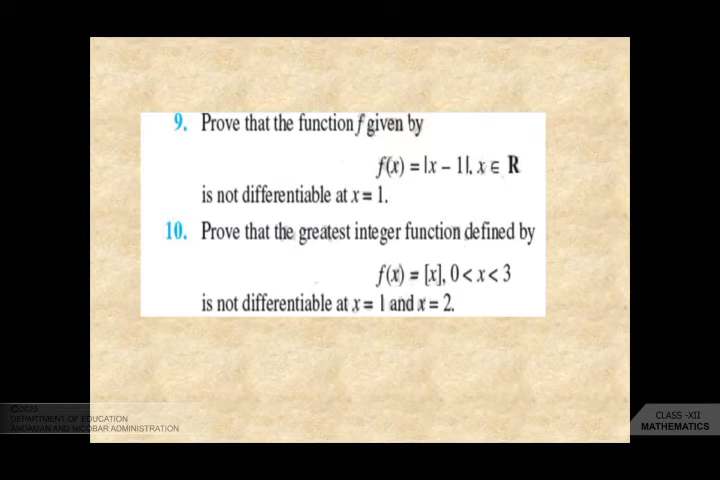 9. Prove that the function f given by
f(x) = |x – 1|, x ∈ R
is not differentiable at x = 1.
10. Prove that the greatest integer function defined by
f(x) = [x], 0 < x < 3
is not differentiable at x = 1 and x = 2.
©2020
DEPARTMENT OF EDUCATION
ANDAMAN AND NICOBAR ADMINISTRATION
CLASS -XII
MATHEMATICS